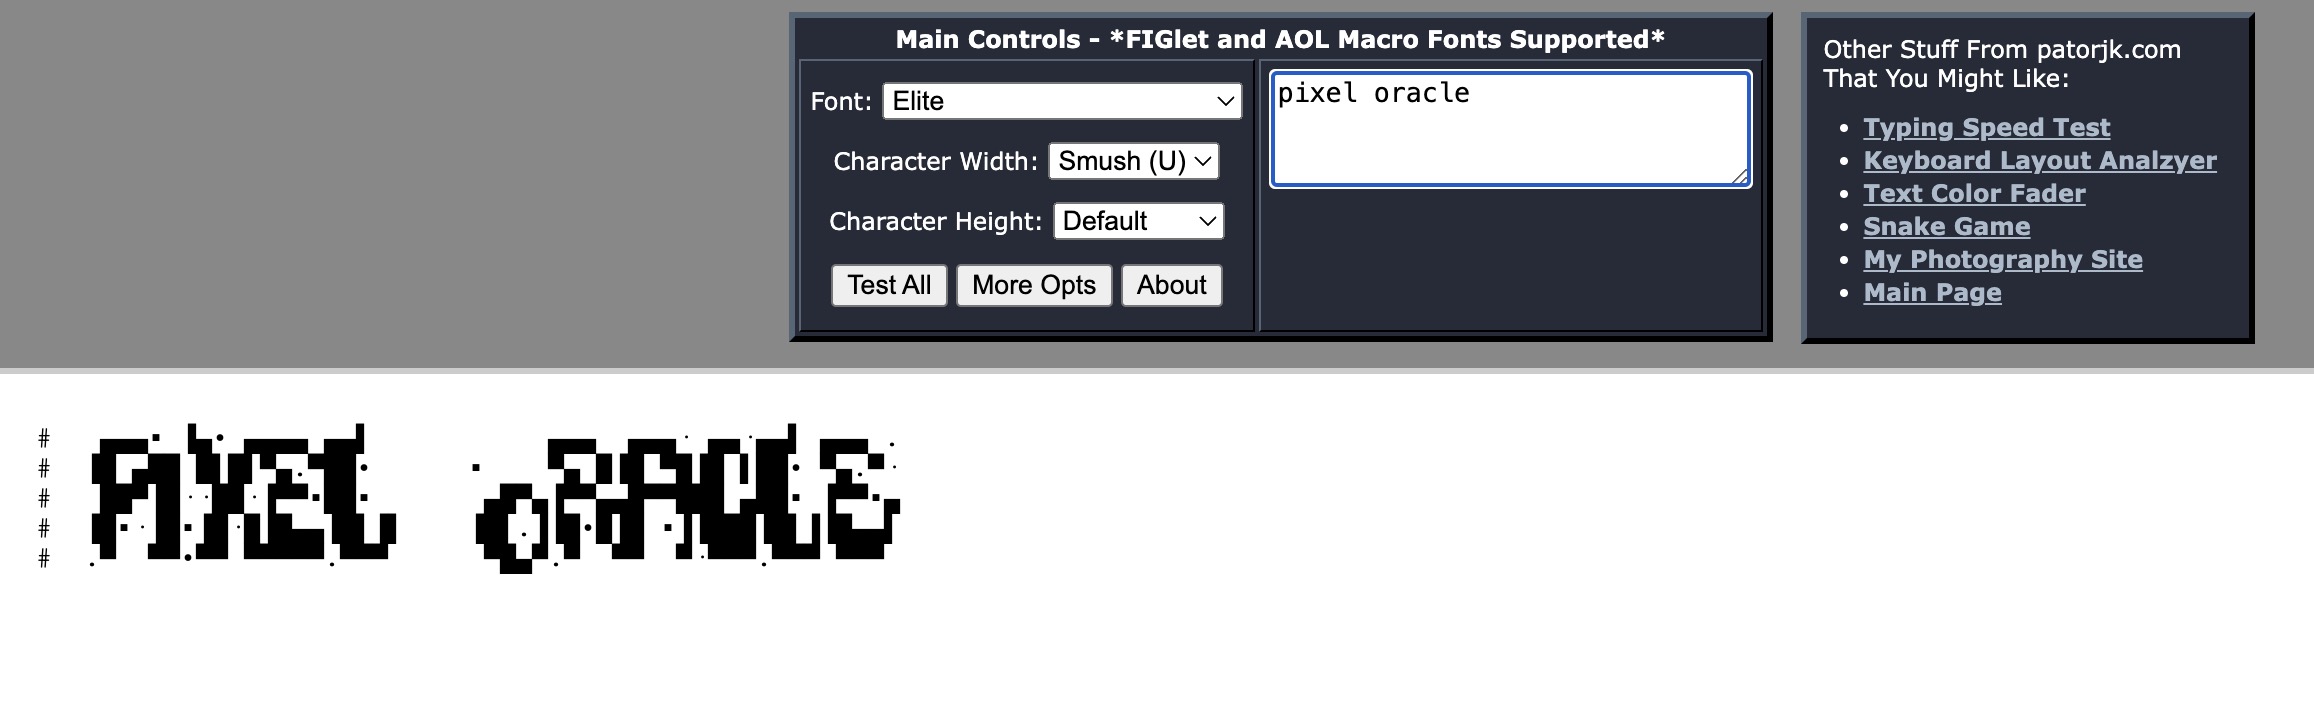 Main Controls - *FIGlet and AOL Macro Fonts Supported*
Font: Elite
Character Width: Smush (U)
Character Height: Default
Test All More Opts About
pixel oracle
Other Stuff From patorjk.com
That You Might Like:
• Typing Speed Test
• Keyboard Layout Analzyer
• Text Color Fader
• Snake Game
• My Photography Site
• Main Page
#
#
#
#
#
PIXEL oRACLE